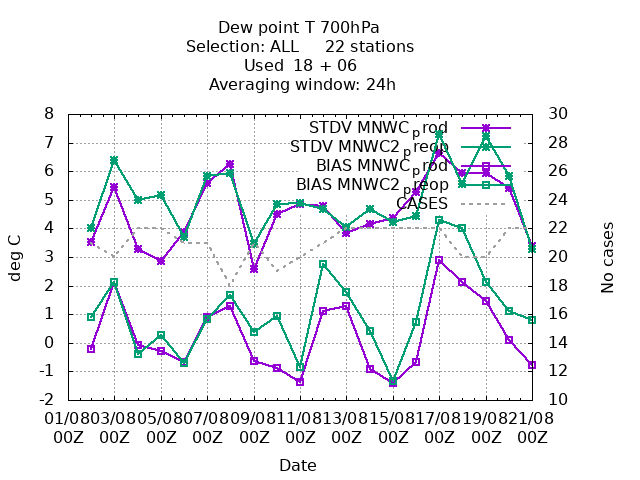 Dew point T 700hPa
Selection: ALL 22 stations
Used 18 + 06
Averaging window: 24h
STDV MNWC_prod
STDV MNWC2_preop
BIAS MNWC_prod
BIAS MNWC2_preop
CASES
8
7
6
5
4
3
2
1
0
-1
-2
deg C
30
28
26
24
22
20
18
16
14
12
10
No cases
01/08 03/08 05/08 07/08 09/08 11/08 13/08 15/08 17/08 19/08 21/08
00Z 00Z 00Z 00Z 00Z 00Z 00Z 00Z 00Z 00Z 00Z
Date